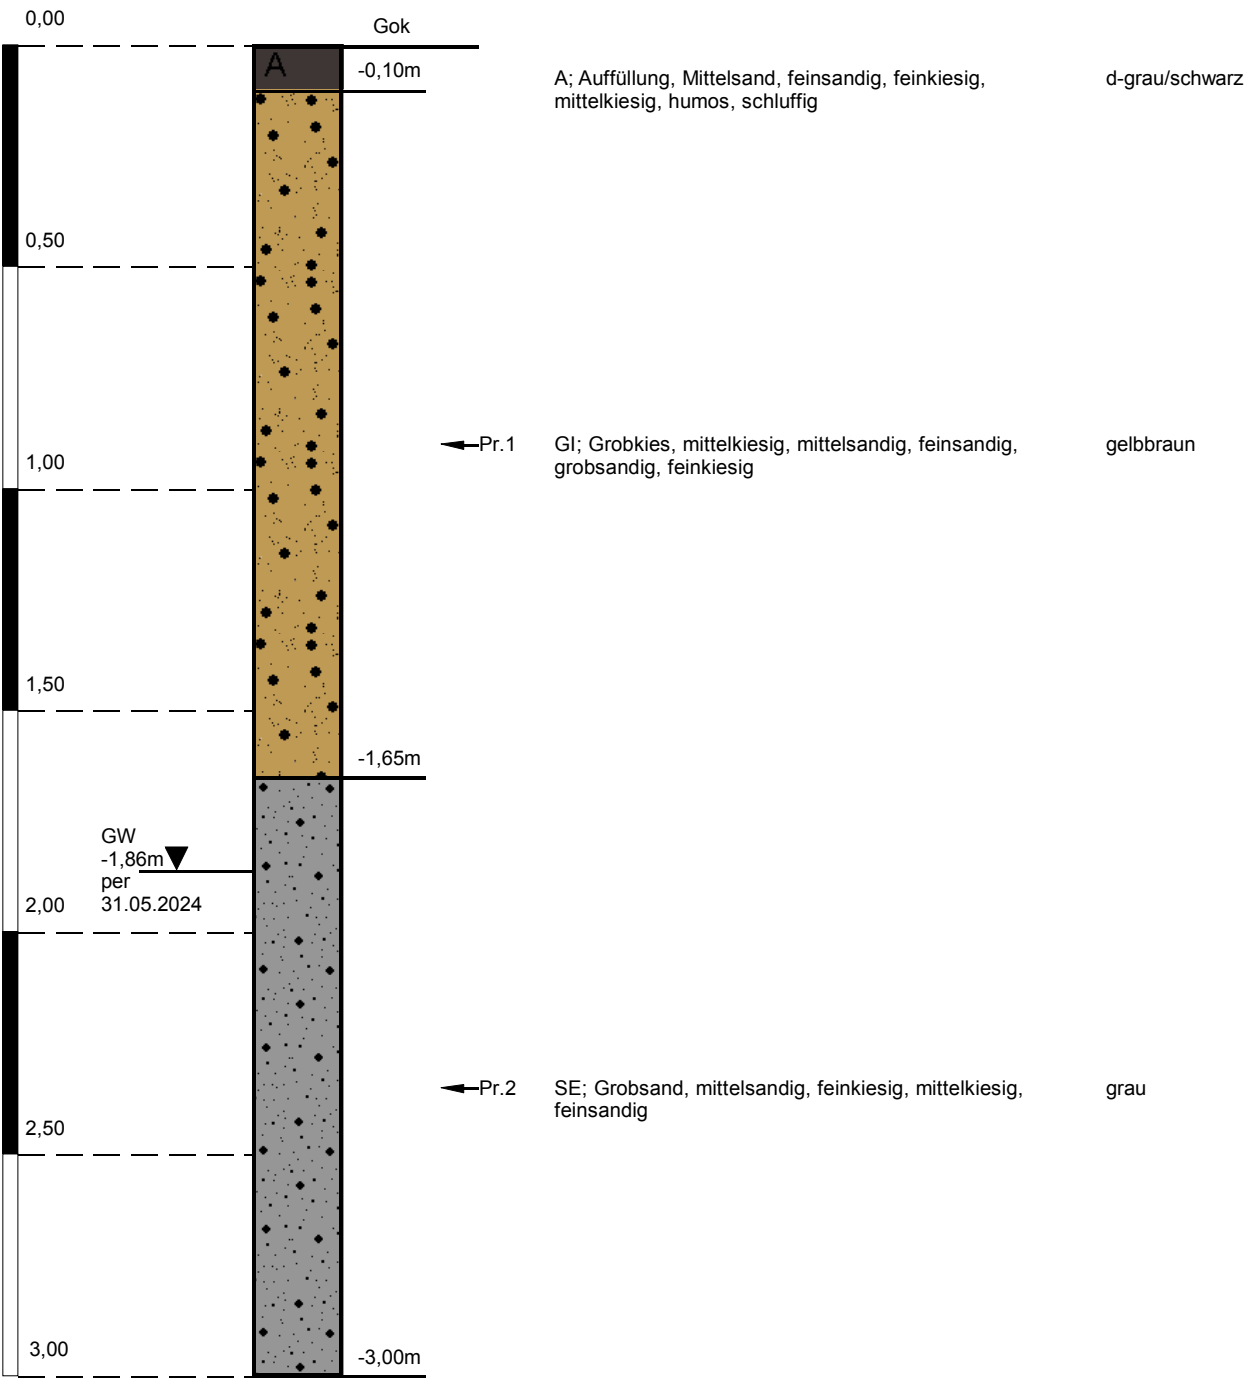 0,00
Gok
A
-0,10m
A; Auffüllung, Mittelsand, feinsandig, feinkiesig,
mittelkiesig, humos, schluffig
d-grau/schwarz
0,50
Pr.1
GI; Grobkies, mittelkiesig, mittelsandig, feinsandig,
grobsandig, feinkiesig
gelbbraun
1,00
1,50
-1,65m
GW
-1,86m
per
31.05.2024
2,00
Pr.2
SE; Grobsand, mittelsandig, feinkiesig, mittelkiesig,
feinsandig
grau
2,50
3,00
-3,00m